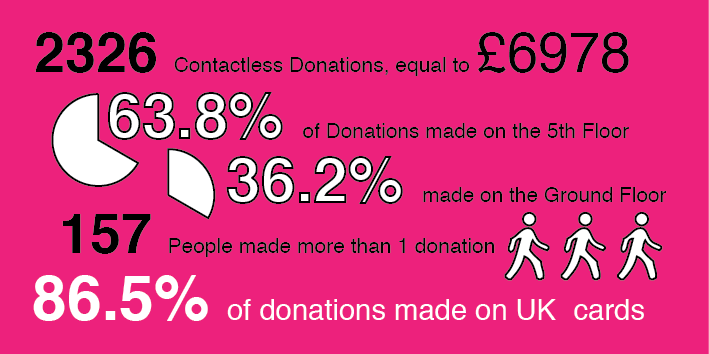 2326 Contactless Donations, equal to £6978
63.8% of Donations made on the 5th Floor
36.2% made on the Ground Floor
157 People made more than 1 donation
86.5% of donations made on UK cards